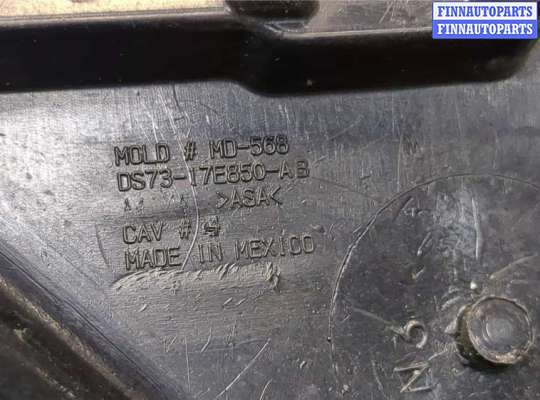 FINNAUTOPARTS
FINNAUTOPARTS
MOLD # MD-568
DS73-17E850-AB
>ASA<
CAV # 4
MADE IN MEXICO